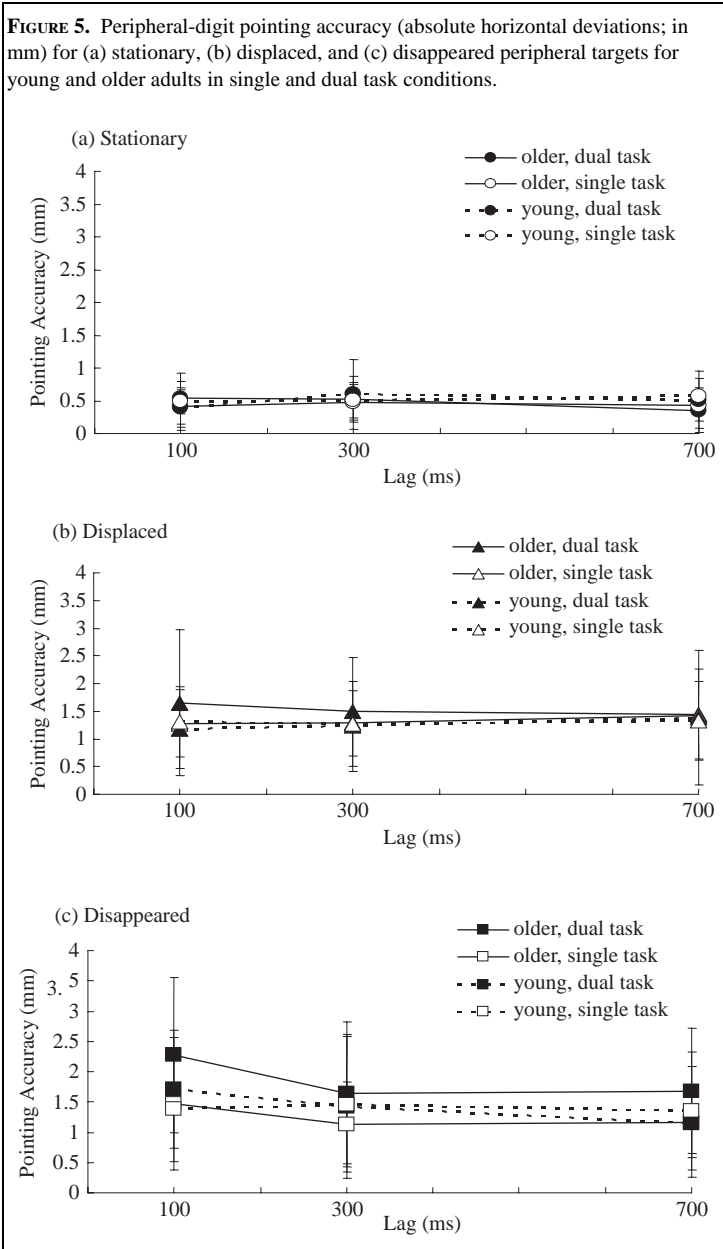 FIGURE 5. Peripheral-digit pointing accuracy (absolute horizontal deviations; in
mm) for (a) stationary, (b) displaced, and (c) disappeared peripheral targets for
young and older adults in single and dual task conditions.
(a) Stationary
older, dual task
older, single task
young, dual task
young, single task
Pointing Accuracy (mm)
4
3.5
3
2.5
2
1.5
1
0.5
0
100 300 700
Lag (ms)
(b) Displaced
older, dual task
older, single task
young, dual task
young, single task
Pointing Accuracy (mm)
4
3.5
3
2.5
2
1.5
1
0.5
0
100 300 700
Lag (ms)
(c) Disappeared
older, dual task
older, single task
young, dual task
young, single task
Pointing Accuracy (mm)
4
3. 5
3
2.5
2
1.5
1
0.5
0
100 300 700
Lag (ms)